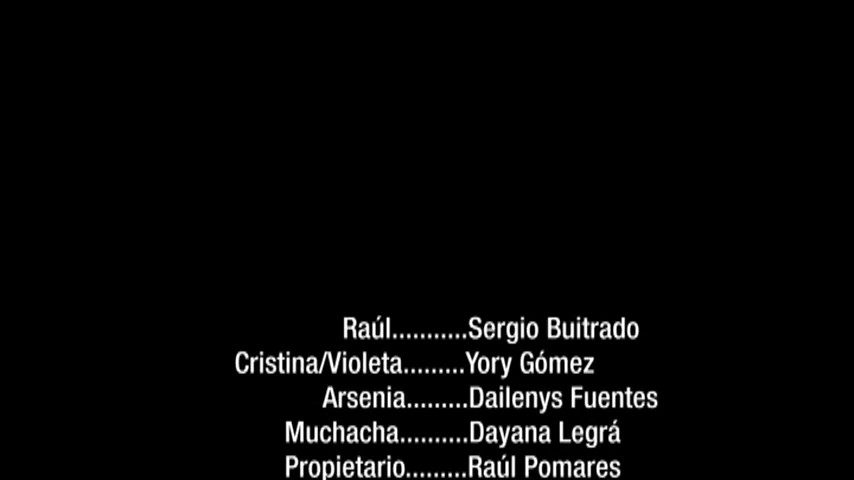 Raúl...........Sergio Buitrado
Cristina/Violeta.........Yory Gómez
Arsenia.........Dailenys Fuentes
Muchacha..........Dayana Legrá
Propietario.........Raúl Pomares